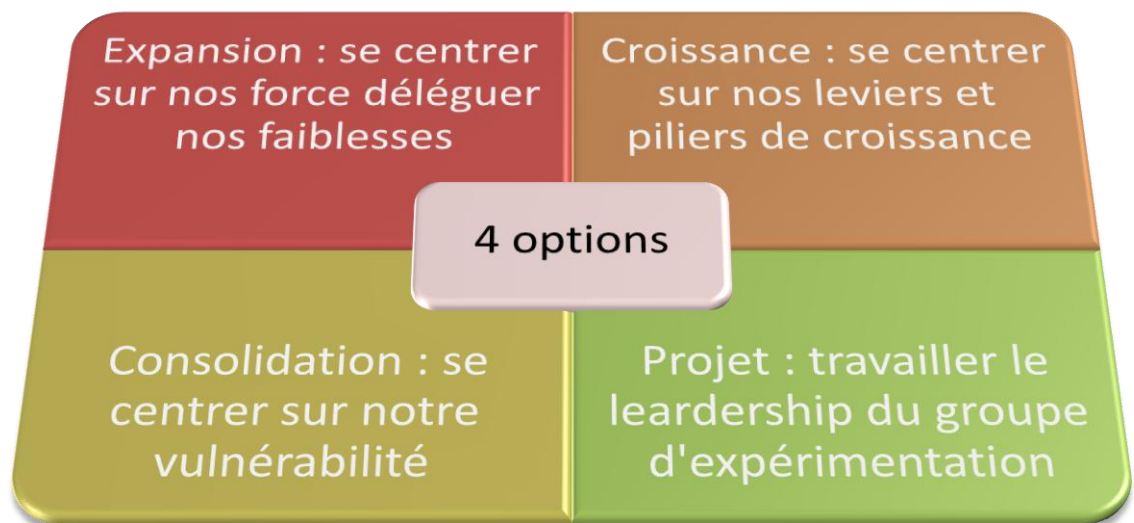 Expansion : se centrer
sur nos force déléguer
nos faiblesses
Croissance : se centrer
sur nos leviers et
piliers de croissance
4 options
Consolidation : se
centrer sur notre
vulnérabilité
Projet : travailler le
leardership du groupe
d'expérimentation